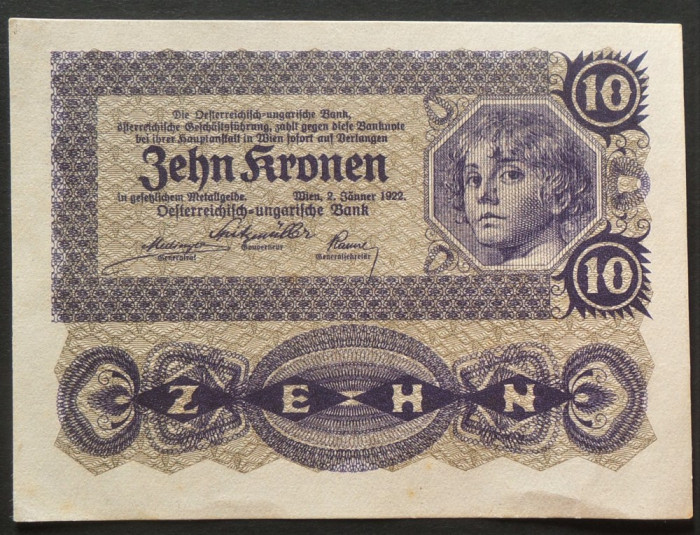 10
Die Oesterreichisch-ungarische Bank,
österreichische Geschäftsführung, zahlt gegen diese Banknote
bei ihrer Hauptanstalt in Wien sofort auf Verlangen
Zehn Kronen
in gesetzlichem Metallgelde. Wien, 2. Jänner 1922.
Oesterreichisch-ungarische Bank
Generalrat Gouverneur Generalsekretär
10
ZEHN